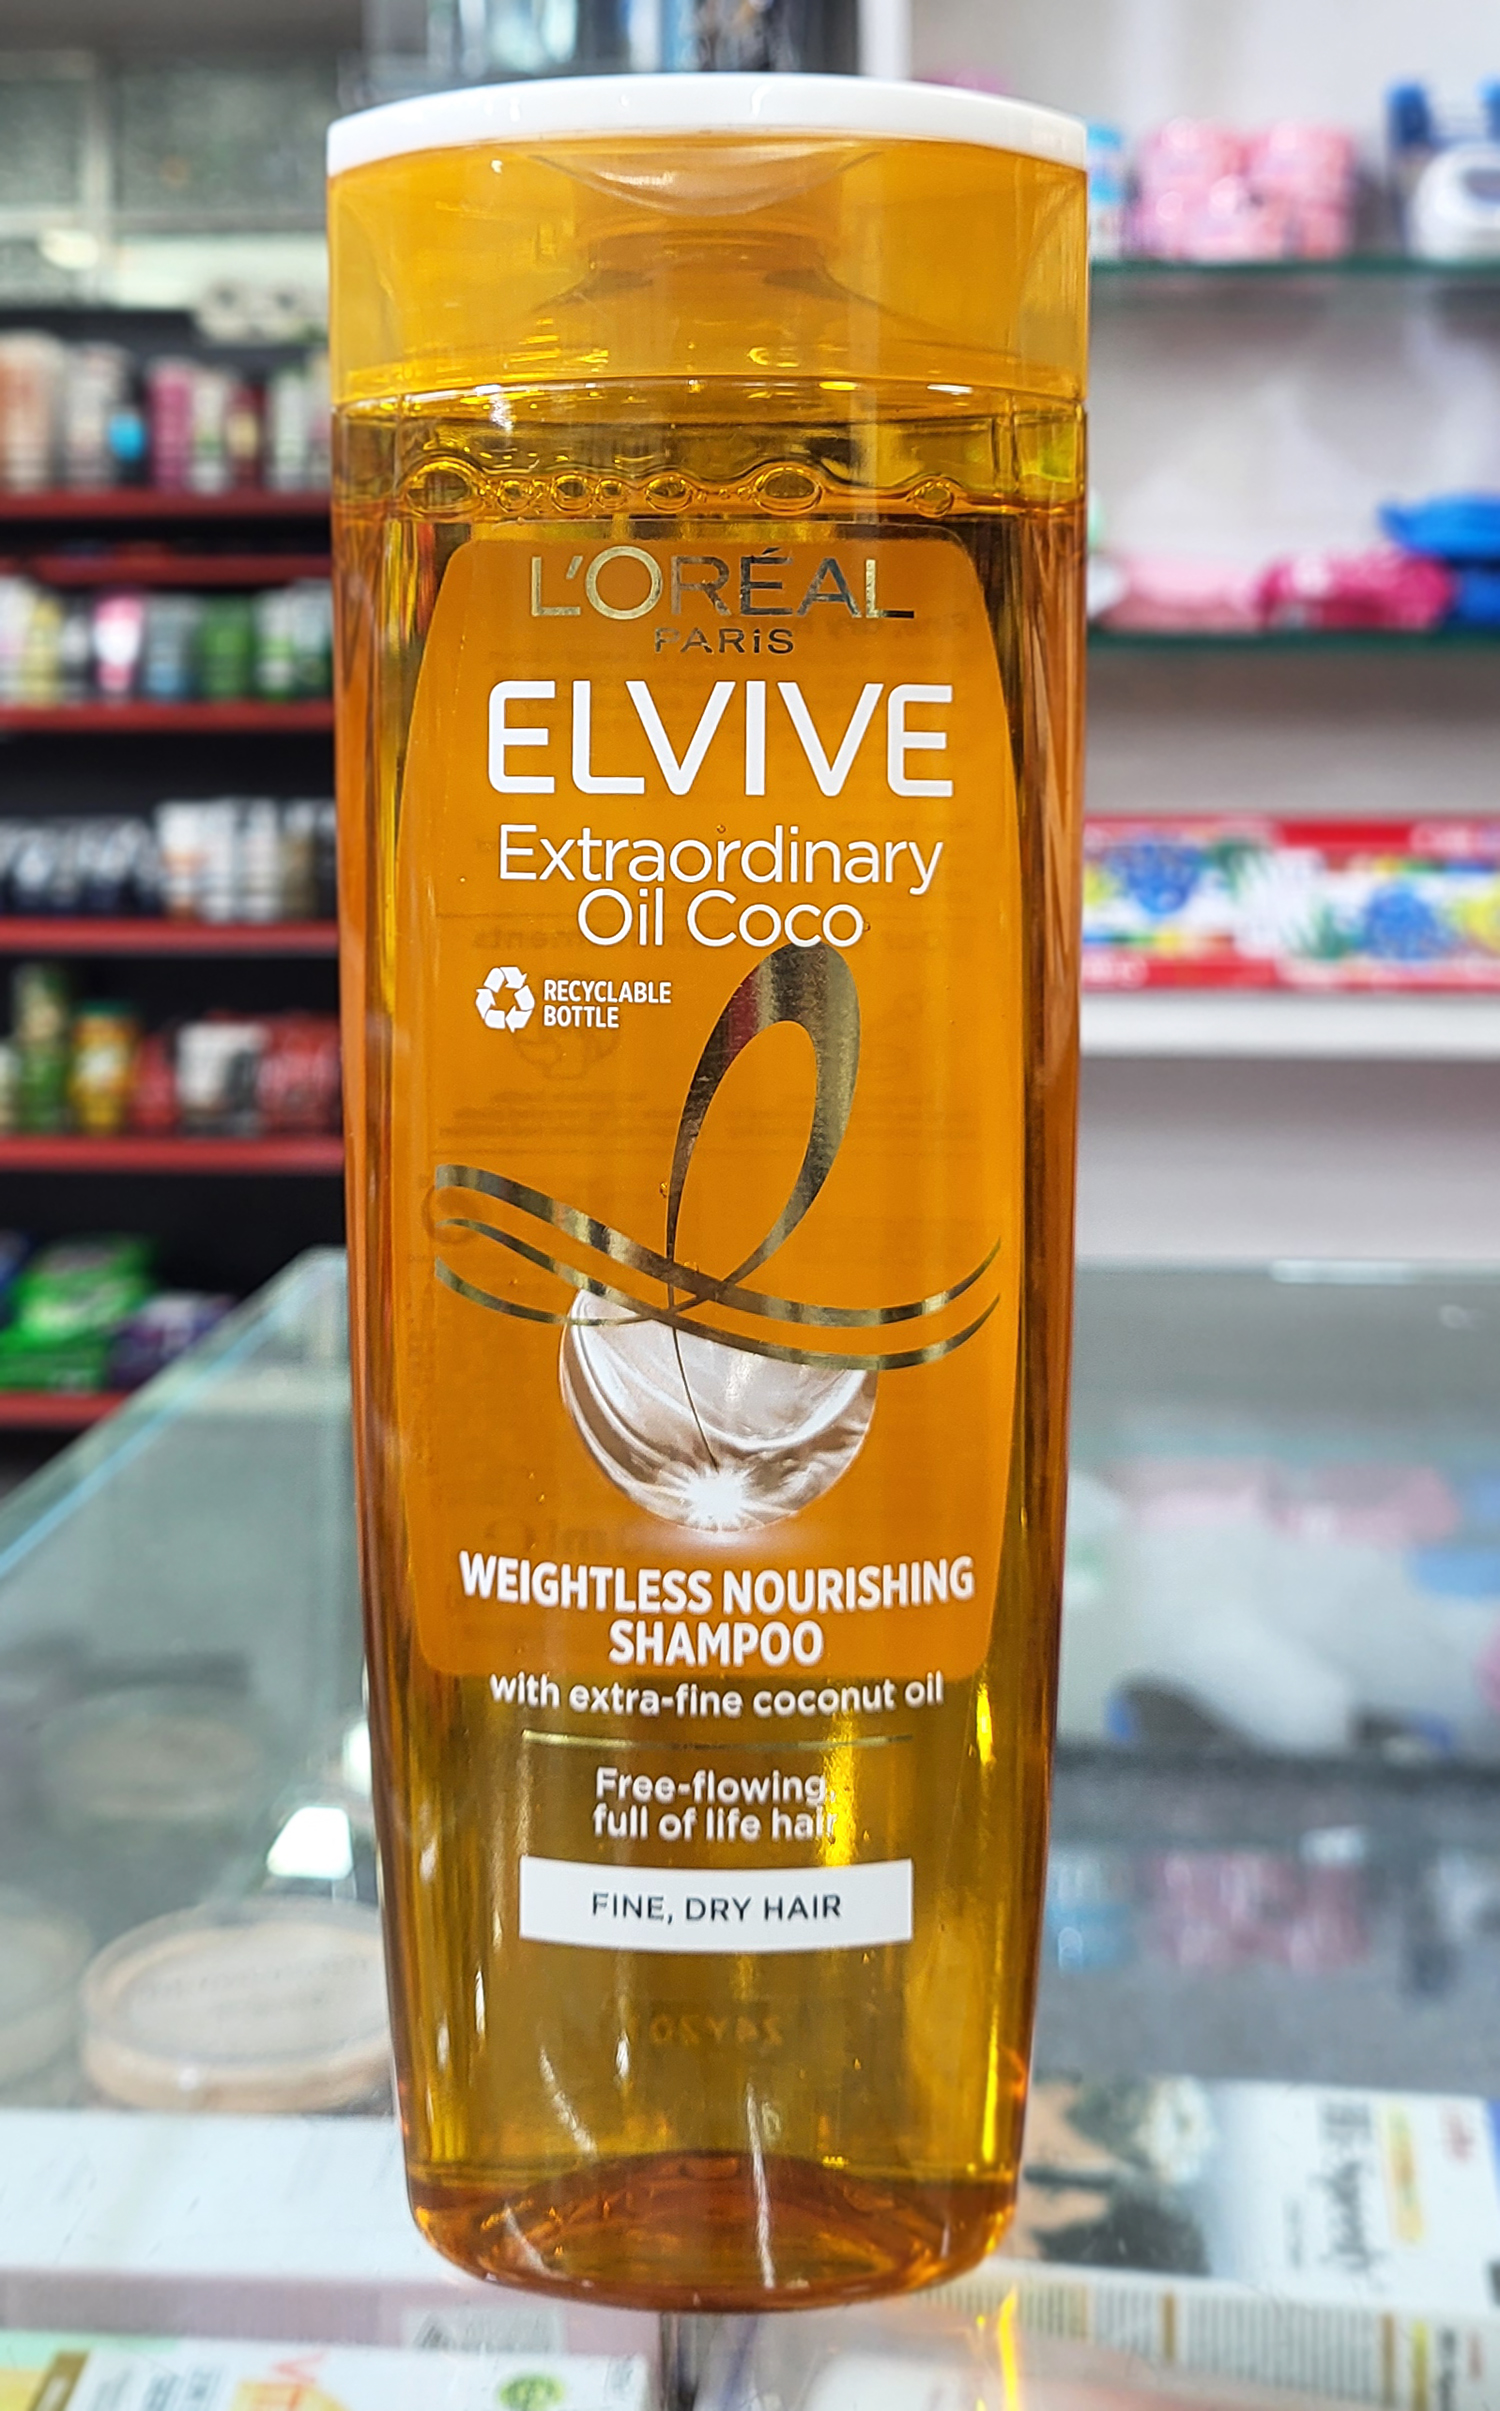 L'ORÉAL
PARIS
ELVIVE
Extraordinary
Oil Coco
RECYCLABLE
BOTTLE
WEIGHTLESS NOURISHING
SHAMPOO
with extra-fine coconut oil
Free-flowing,
full of life hair
FINE, DRY HAIR